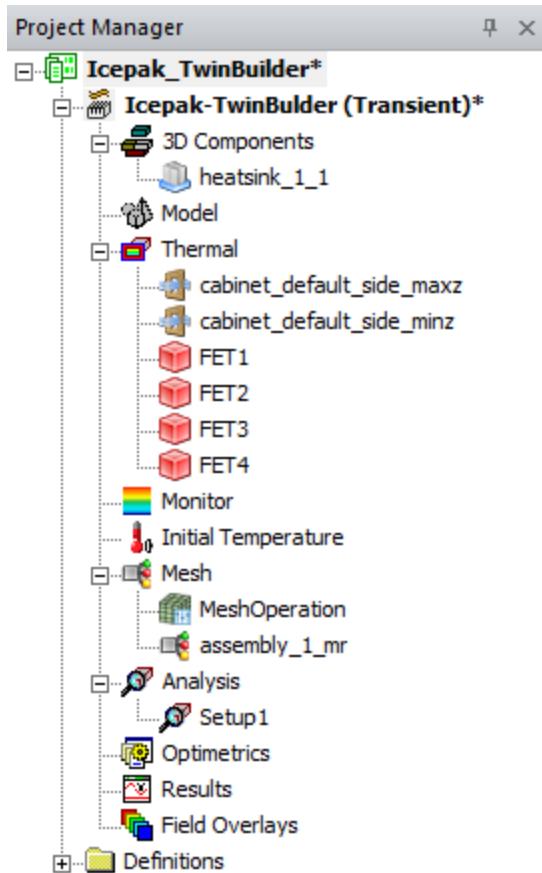 Project Manager
Icepak_TwinBuilder*
Icepak-TwinBulder (Transient)*
3D Components
heatsink_1_1
Model
Thermal
cabinet_default_side_maxz
cabinet_default_side_minz
FET1
FET2
FET3
FET4
Monitor
Initial Temperature
Mesh
MeshOperation
assembly_1_mr
Analysis
Setup1
Optimetrics
Results
Field Overlays
Definitions